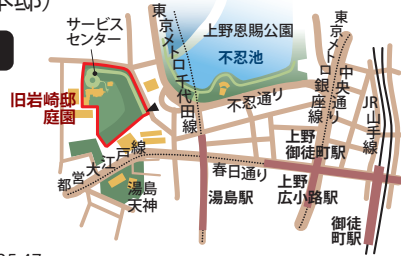 サービス
センター
旧岩崎邸
庭園
東京メトロ千代田線
上野恩賜公園
不忍池
不忍通り
東京メトロ銀座線
中央通り
JR山手線
上野
御徒町駅
都営大江戸線
春日通り
湯島
天神
湯島駅
上野
広小路駅
御徒
町駅